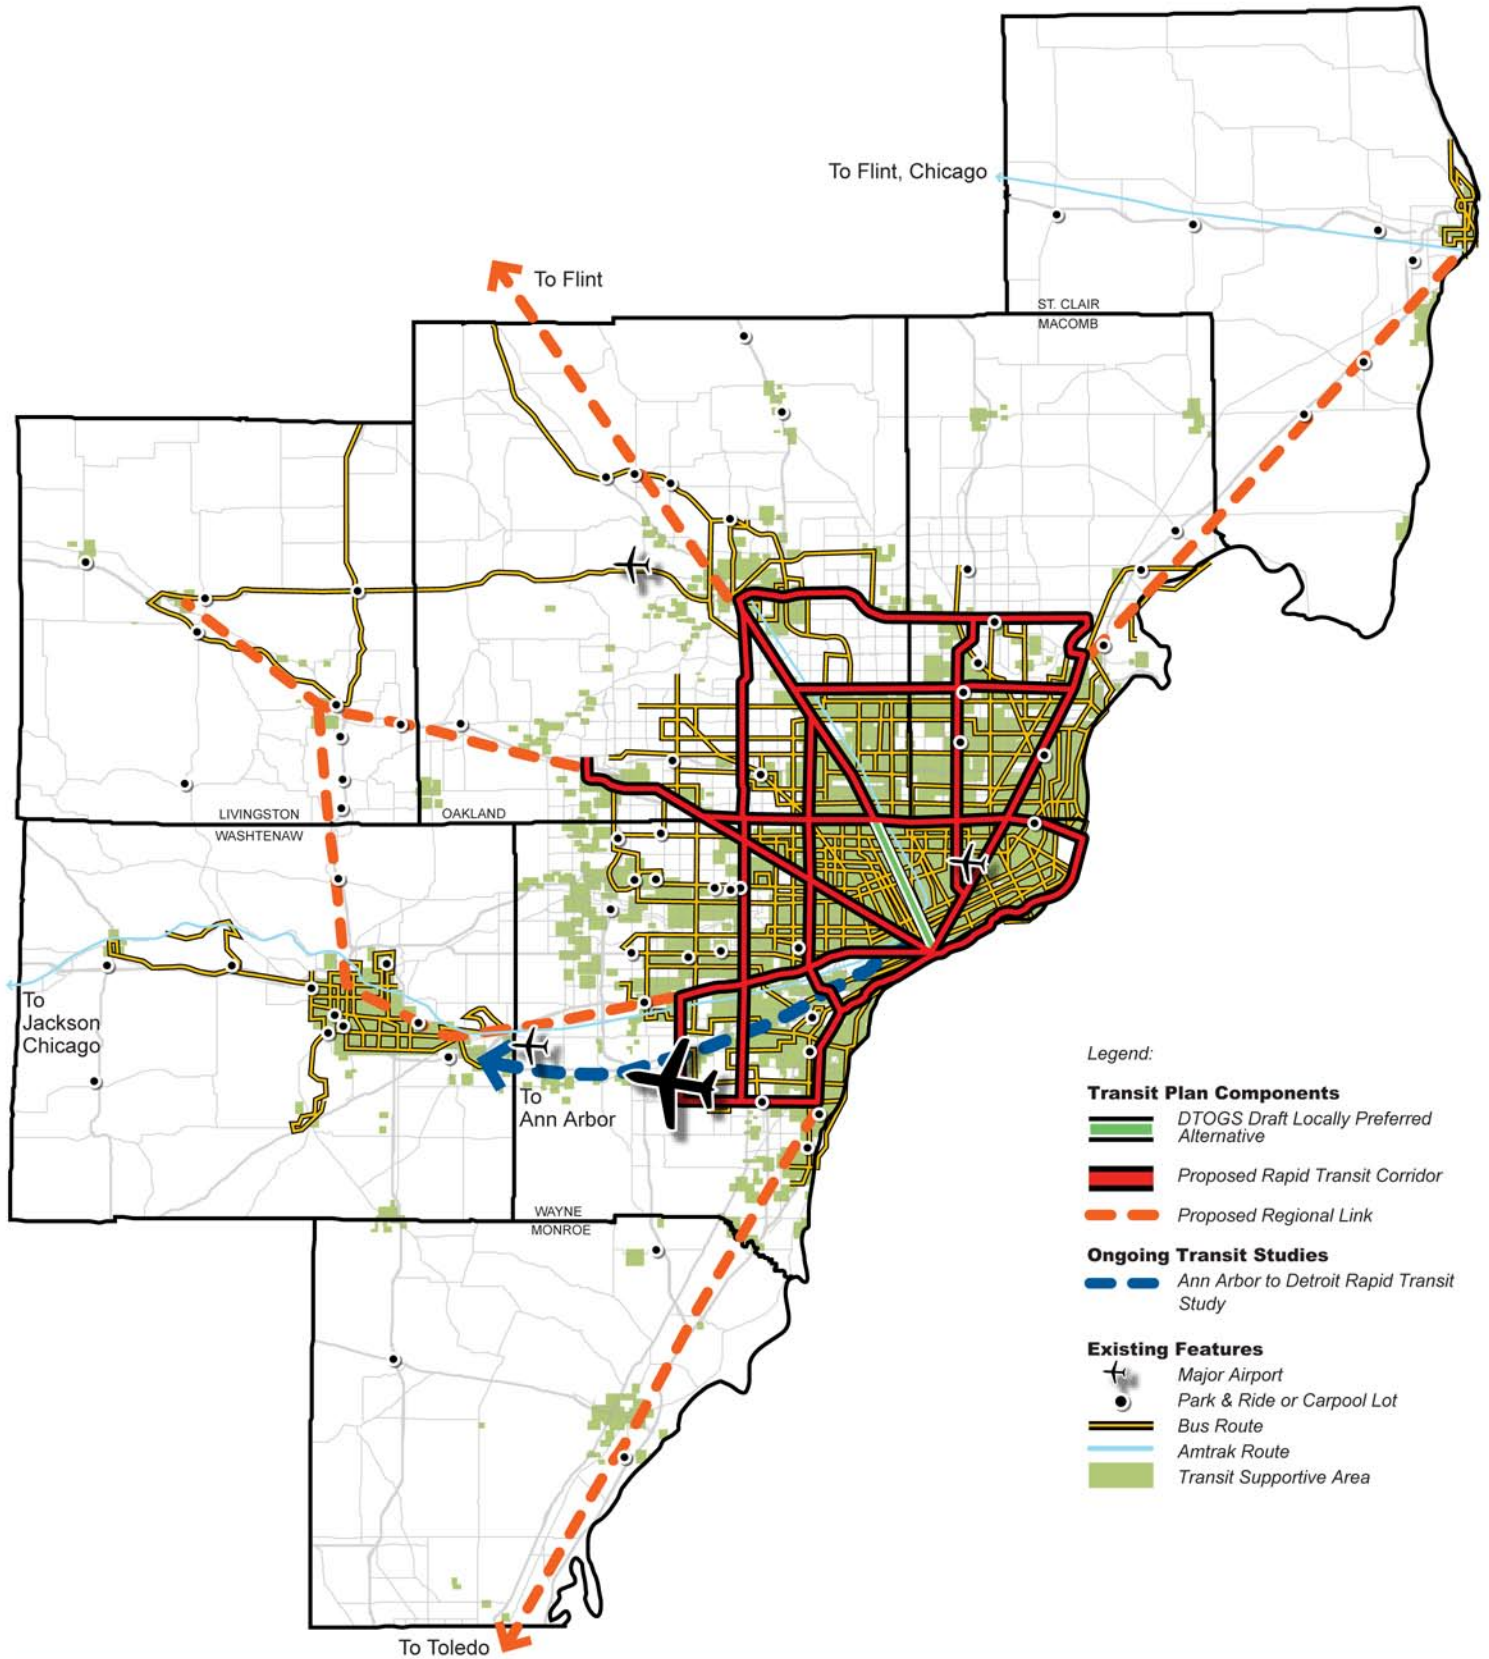 To Flint, Chicago
To Flint
ST. CLAIR
MACOMB
LIVINGSTON
OAKLAND
WASHTENAW
To
Jackson
Chicago
To
Ann Arbor
WAYNE
MONROE
To Toledo
Legend:
Transit Plan Components
DTOGS Draft Locally Preferred
Alternative
Proposed Rapid Transit Corridor
Proposed Regional Link
Ongoing Transit Studies
Ann Arbor to Detroit Rapid Transit
Study
Existing Features
Major Airport
Park & Ride or Carpool Lot
Bus Route
Amtrak Route
Transit Supportive Area